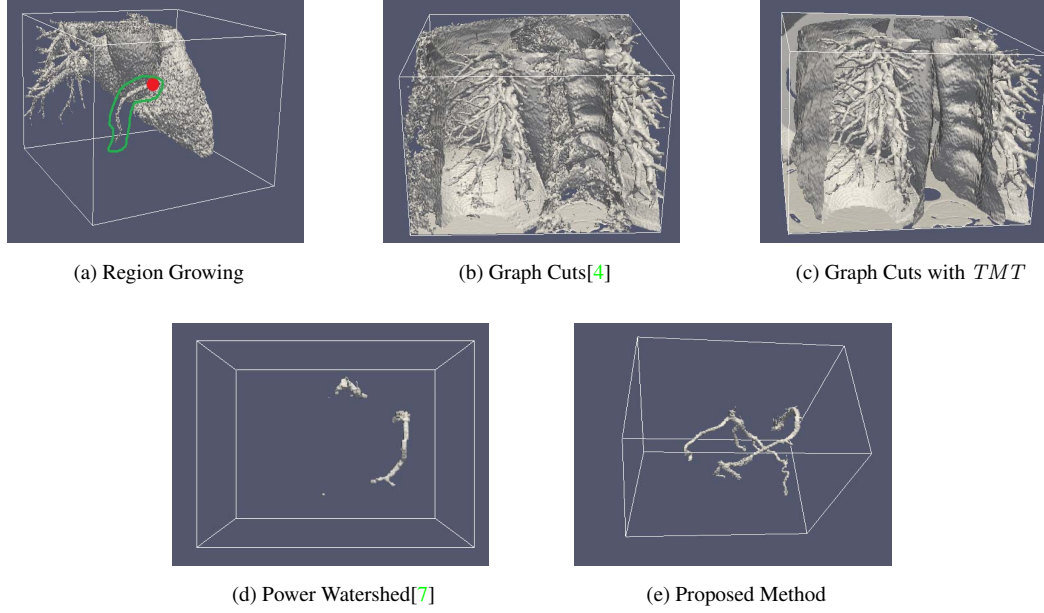 (a) Region Growing
(b) Graph Cuts[4]
(c) Graph Cuts with TMT
(d) Power Watershed[7]
(e) Proposed Method